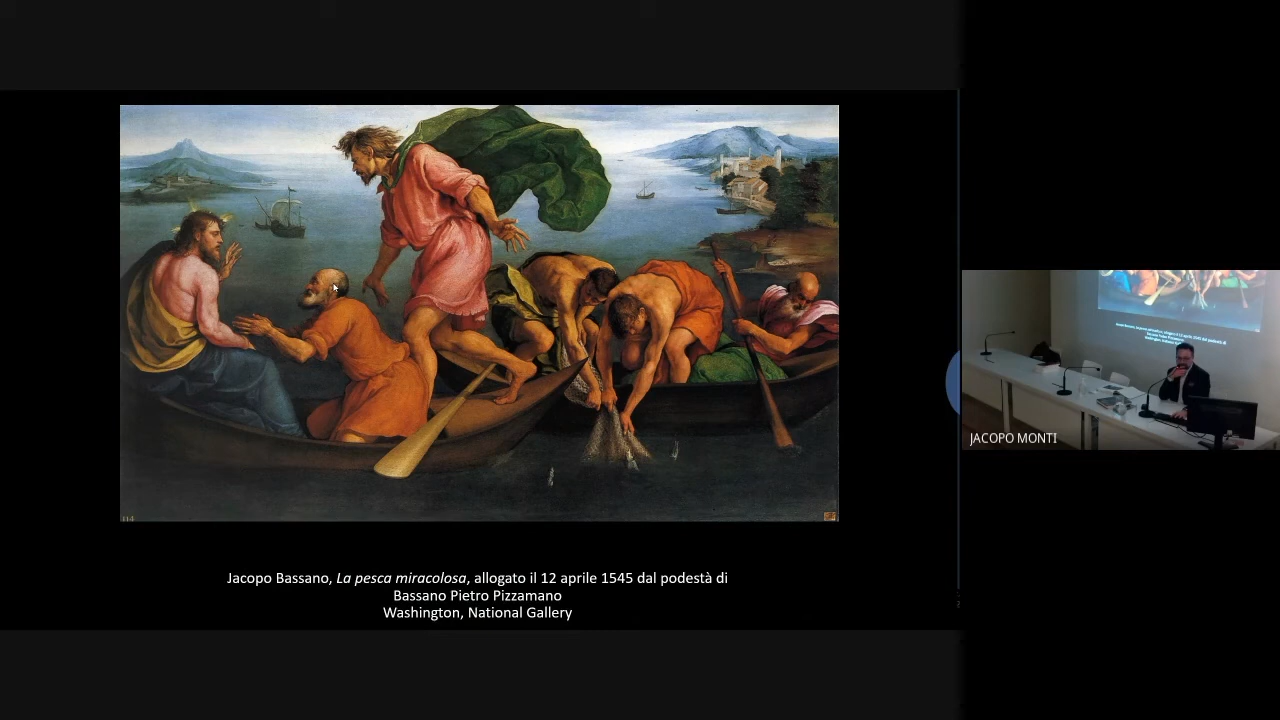 114
Jacopo Bassano, La pesca miracolosa, allogato il 12 aprile 1545 dal podestà di
Bassano Pietro Pizzamano
Washington, National Gallery
JACOPO MONTI